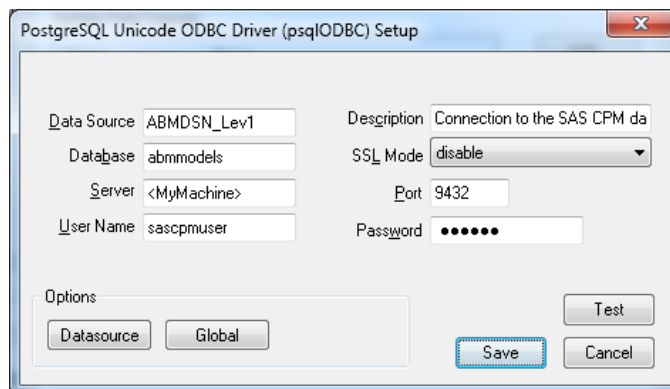 PostgreSQL Unicode ODBC Driver (psqlODBC) Setup
Data Source ABMDSN_Lev1 Description Connection to the SAS CPM da
Database abmmodels SSL Mode disable
Server <MyMachine> Port 9432
User Name sascpmuser Password ●●●●●●
Options
Datasource Global Test
Save Cancel